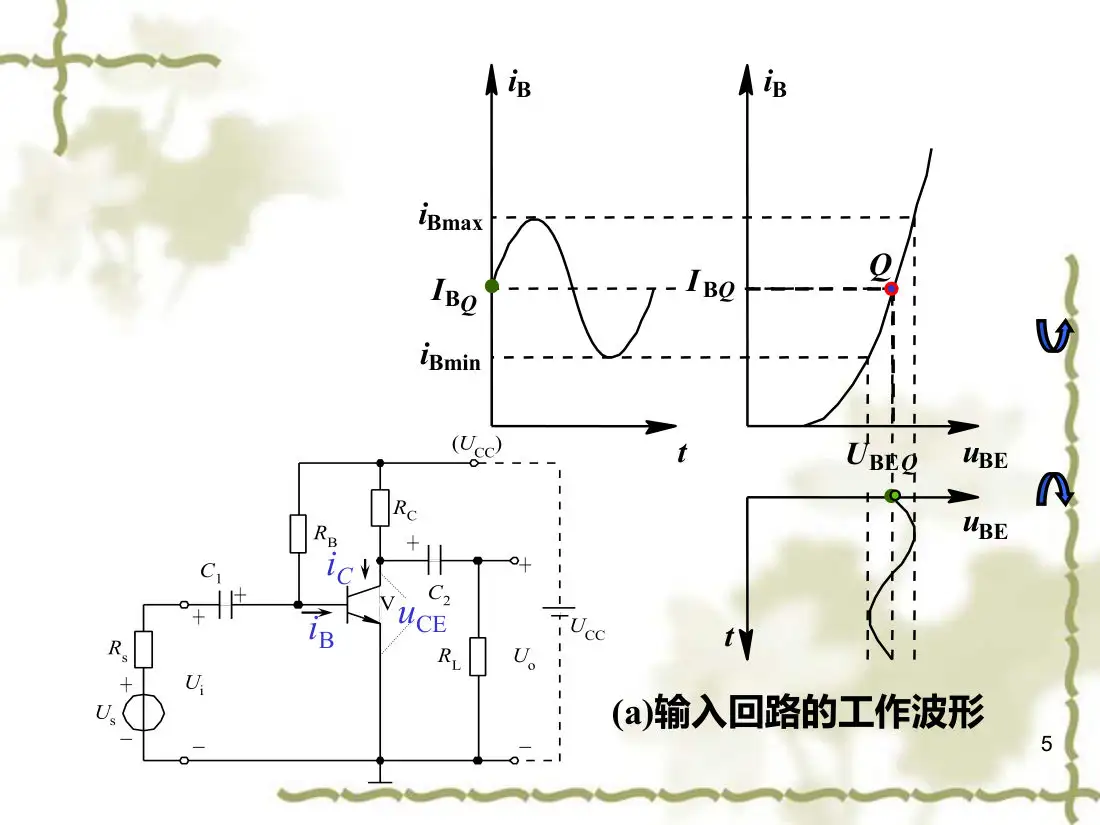 iB
iB
iBmax
Q
IBQ
IBQ
iBmin
t
UBEQ
uBE
uBE
t
(UCC)
RC
RB
+
iC
C1
C2
+
+
+
V
uCE
iB
UCC
Rs
RL
Uo
Ui
+
Us
−
−
−
(a)输入回路的工作波形
5